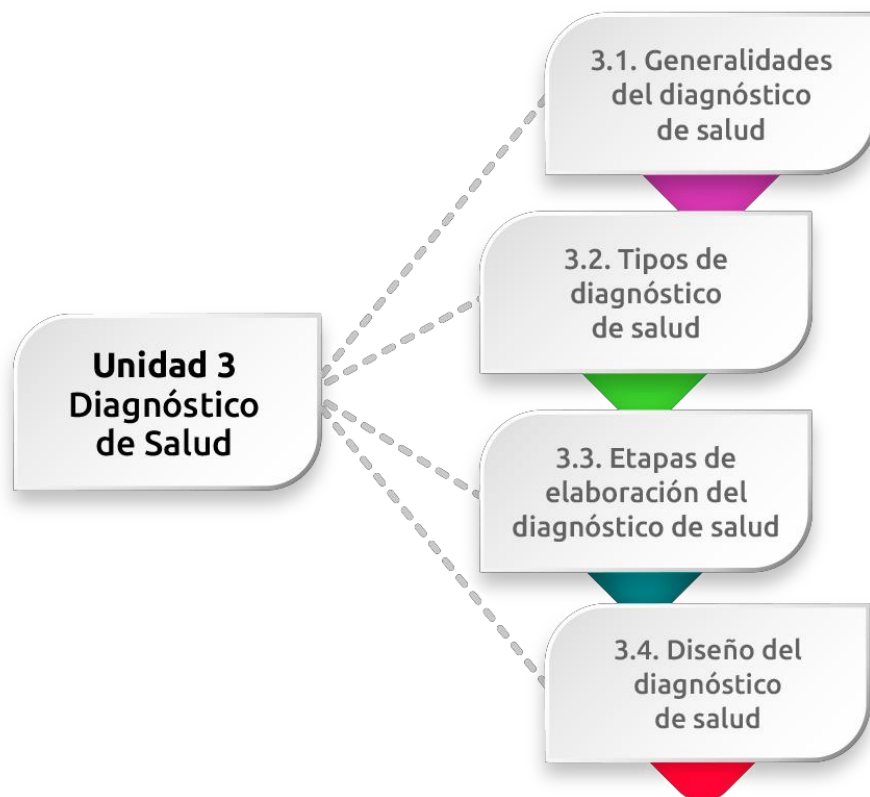 3.1. Generalidades
del diagnóstico
de salud
3.2. Tipos de
diagnóstico
de salud
Unidad 3
Diagnóstico
de Salud
3.3. Etapas de
elaboración del
diagnóstico de salud
3.4. Diseño del
diagnóstico
de salud